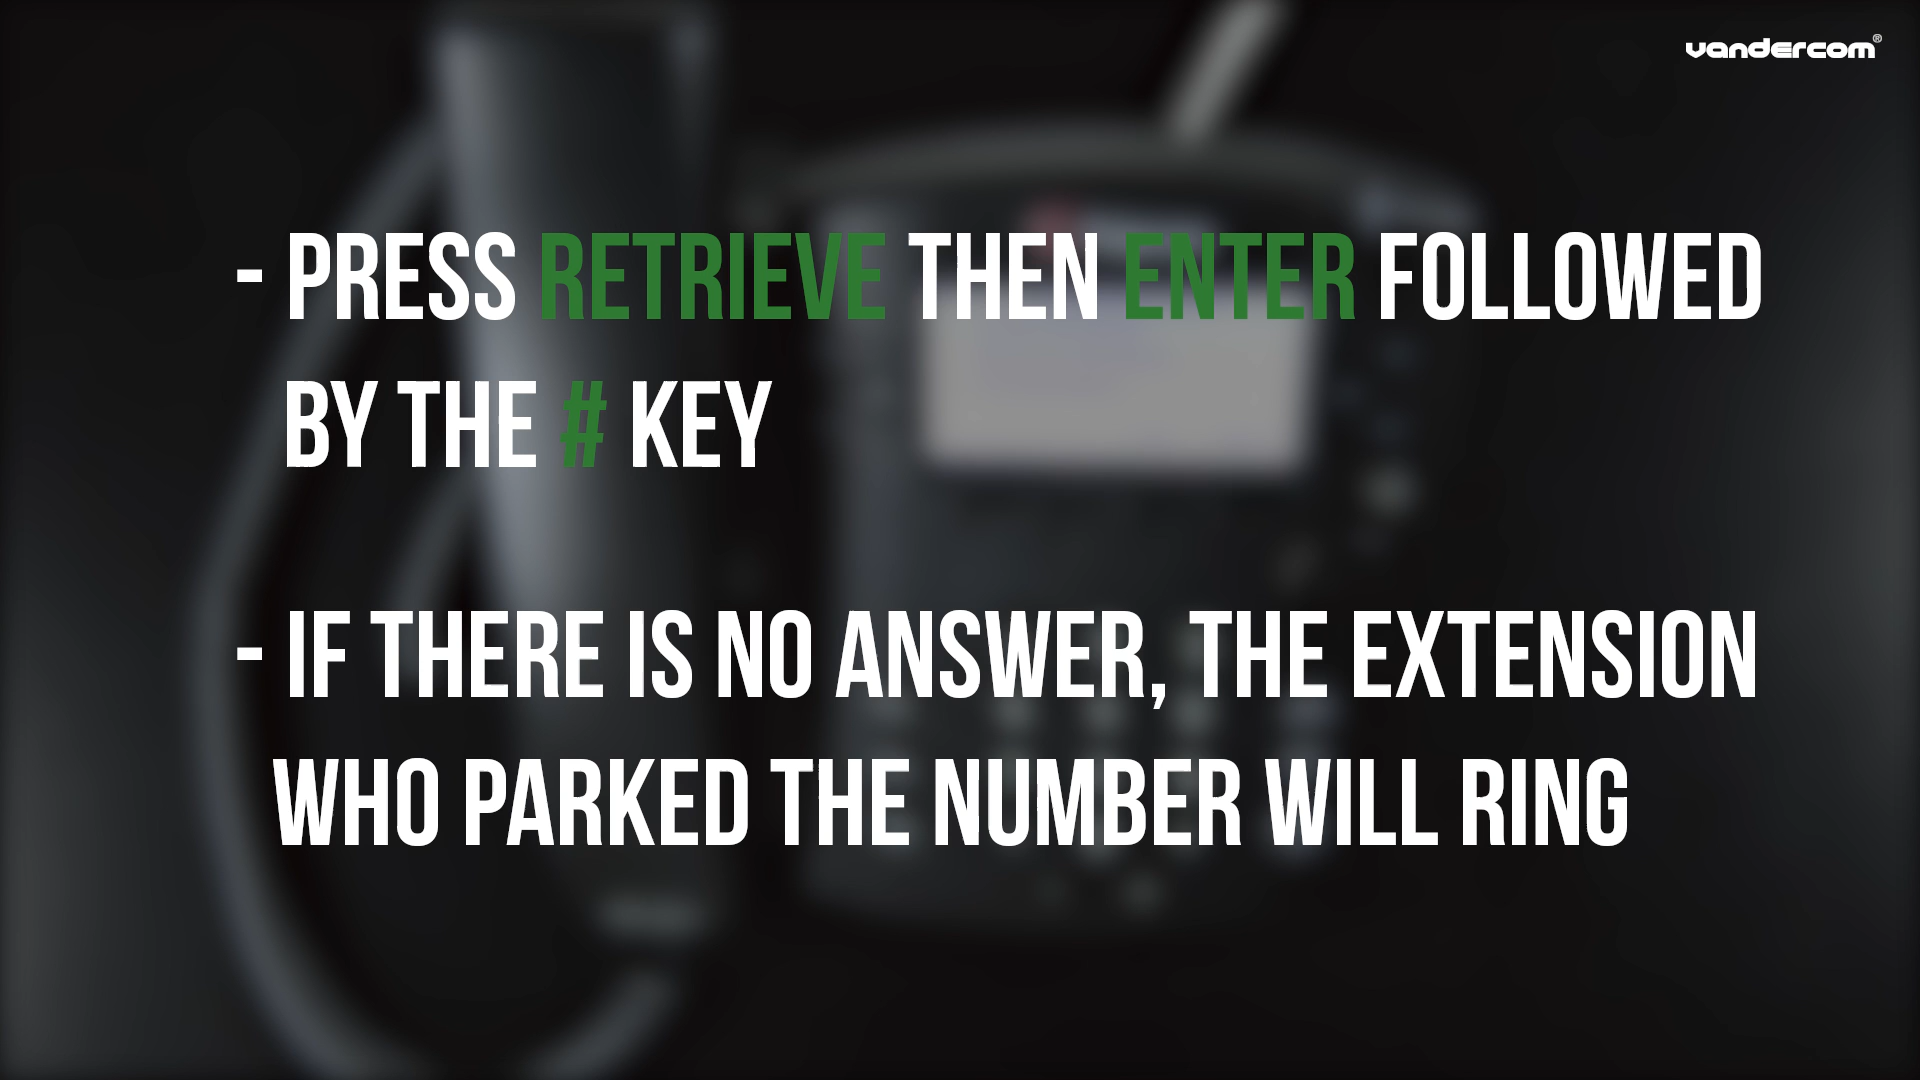 vandercom®
- PRESS RETRIEVE THEN ENTER FOLLOWED
BY THE # KEY
- IF THERE IS NO ANSWER, THE EXTENSION
WHO PARKED THE NUMBER WILL RING